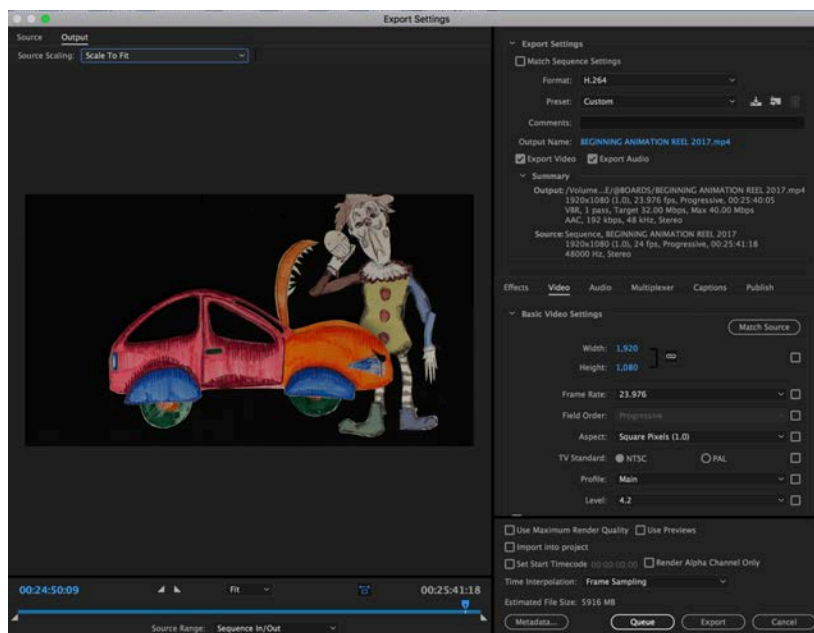 Export Settings
Source Output
Source Scaling: Scale To Fit
Export Settings
Match Sequence Settings
Format: H.264
Preset: Custom
Comments:
Output Name: BEGINNING ANIMATION REEL 2017.mp4
Export Video Export Audio
Summary
Output: /Volume...E/@BOARDS/BEGINNING ANIMATION REEL 2017.mp4
1920x1080 (1.0), 23.976 fps, Progressive, 00:25:40:05
VBR, 1 pass, Target 32.00 Mbps, Max 40.00 Mbps
AAC, 192 kbps, 48 kHz, Stereo
Source: Sequence, BEGINNING ANIMATION REEL 2017
1920x1080 (1.0), 24 fps, Progressive, 00:25:41:18
48000 Hz, Stereo
Effects Video Audio Multiplexer Captions Publish
Basic Video Settings
Match Source
Width: 1,920
Height: 1,080
Frame Rate: 23.976
Field Order: Progressive
Aspect: Square Pixels (1.0)
TV Standard: NTSC PAL
Profile: Main
Level: 4.2
Use Maximum Render Quality Use Previews
Import into project
Set Start Timecode 00:00:00:00 Render Alpha Channel Only
Time Interpolation: Frame Sampling
Estimated File Size: 5916 MB
Metadata... Queue Export Cancel
00:24:50:09 Fit 00:25:41:18
Source Range: Sequence In/Out